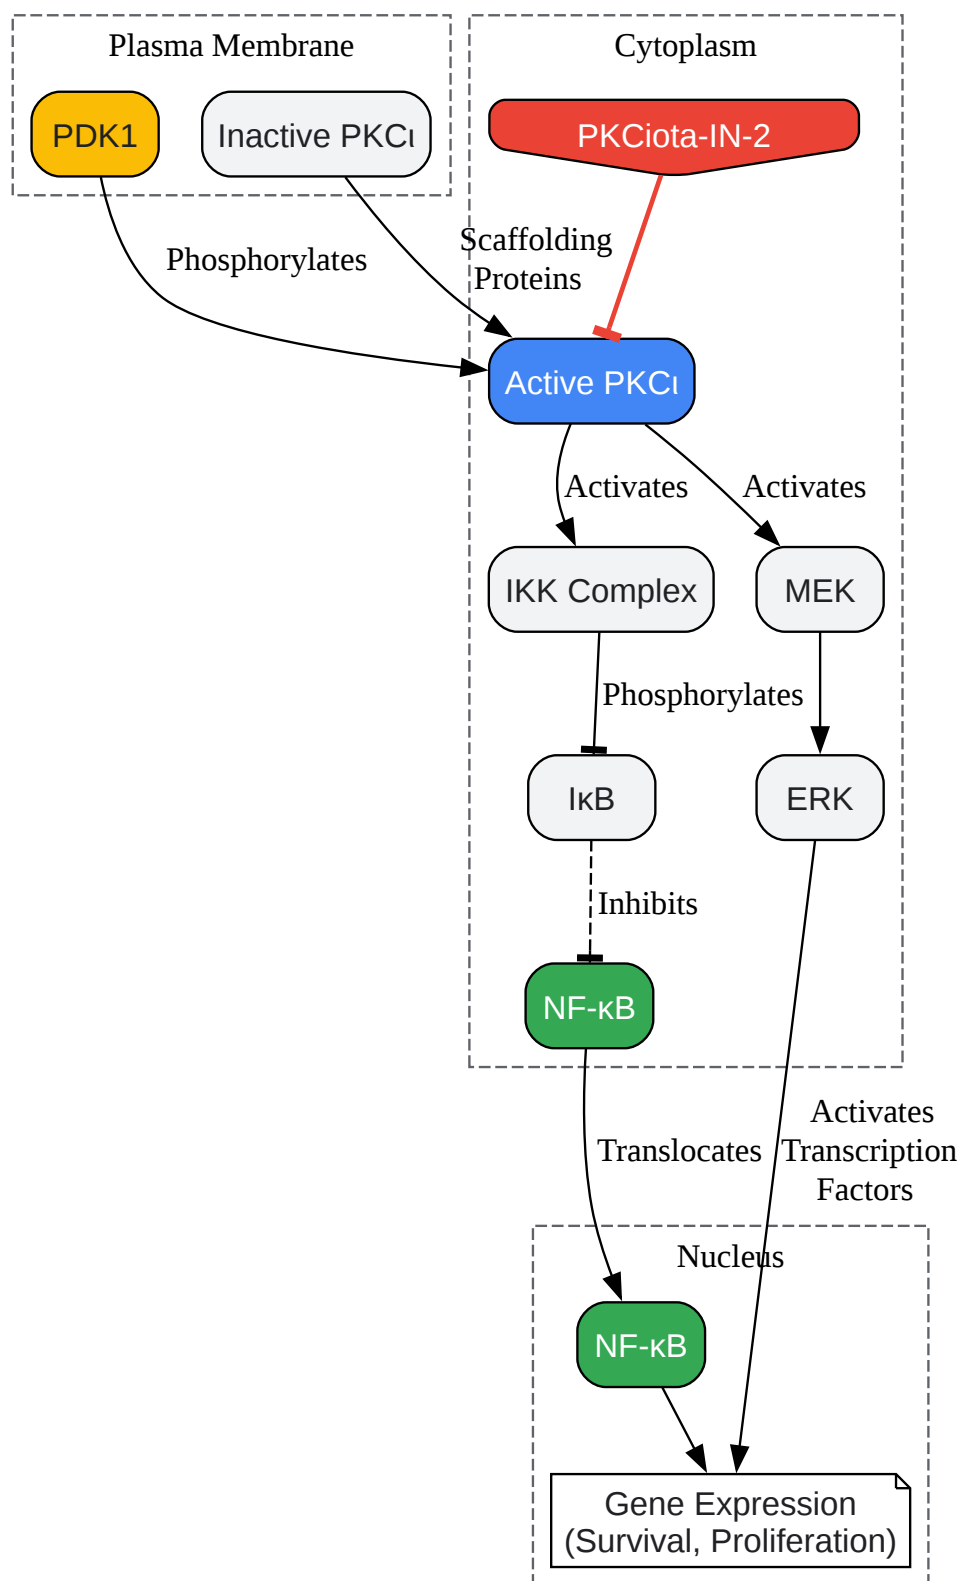 Plasma Membrane
Cytoplasm
PDK1
Inactive PKCι
PKCiota-IN-2
Phosphorylates
Scaffolding
Proteins
Active PKCι
Activates
Activates
IKK Complex
MEK
Phosphorylates
IκB
ERK
Inhibits
NF-κB
Activates
Transcription
Factors
Translocates
Nucleus
NF-κB
Gene Expression
(Survival, Proliferation)